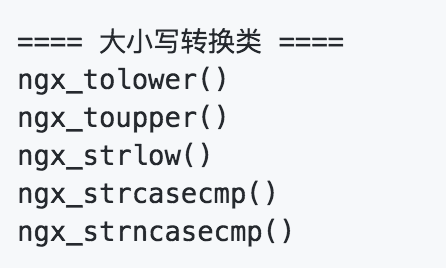 ==== 大小写转换类 ====
ngx_tolower()
ngx_toupper()
ngx_strlow()
ngx_strcasecmp()
ngx_strncasecmp()